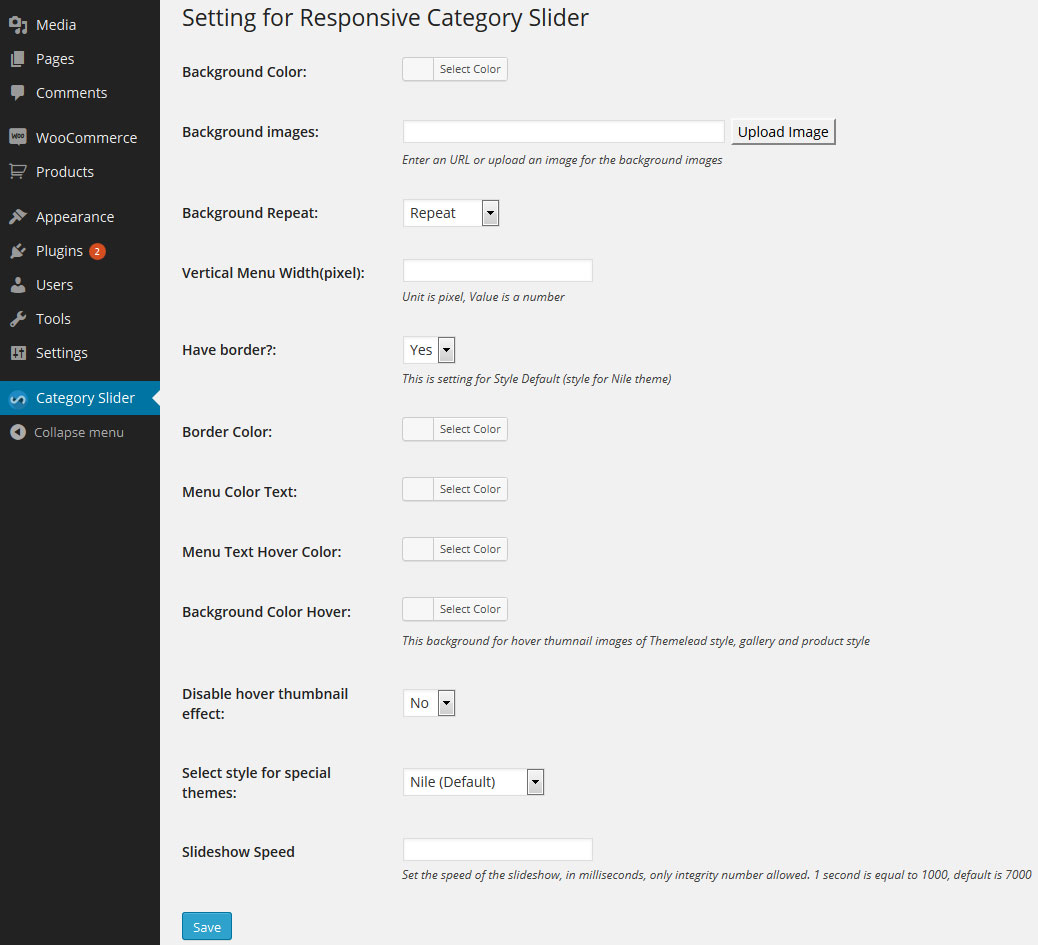 Media
Pages
Comments
WooCommerce
Products
Appearance
Plugins 2
Users
Tools
Settings
Category Slider
Collapse menu
Setting for Responsive Category Slider
Background Color: Select Color
Background images: Upload Image
Enter an URL or upload an image for the background images
Background Repeat: Repeat
Vertical Menu Width(pixel):
Unit is pixel, Value is a number
Have border?: Yes
This is setting for Style Default (style for Nile theme)
Border Color: Select Color
Menu Color Text: Select Color
Menu Text Hover Color: Select Color
Background Color Hover: Select Color
This background for hover thumnail images of Themelead style, gallery and product style
Disable hover thumbnail
effect:
No
Select style for special
themes:
Nile (Default)
Slideshow Speed
Set the speed of the slideshow, in milliseconds, only integrity number allowed. 1 second is equal to 1000, default is 7000
Save